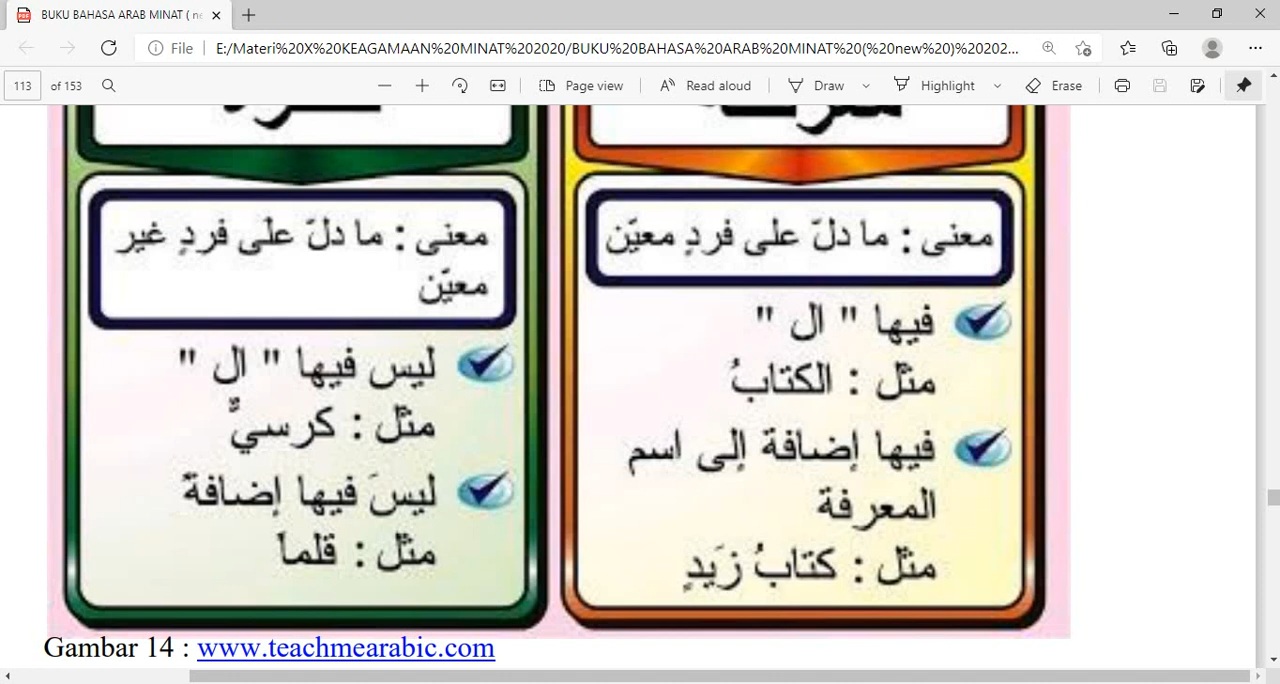 BUKU BAHASA ARAB MINAT ( ne
File
E:/Materi%20X%20KEAGAMAAN%20MINAT%202020/BUKU%20BAHASA%20ARAB%20MINAT%20(%20new%20)%20202...
113 of 153
Page view
Read aloud
Draw
Highlight
Erase
معنى : ما دلّ على فردٍ معيّن
فيها " ال "
مثل : الكتابُ
فيها إضافة إلى اسم
المعرفة
مثل : كتابُ زَيدٍ
معنى : ما دلّ علَى فردٍ غير
معيّن
ليس فيها " ال "
مثل : كرسيٌّ
ليسَ فيها إضافةً
مثل : قلماً
Gambar 14 : www.teachmearabic.com